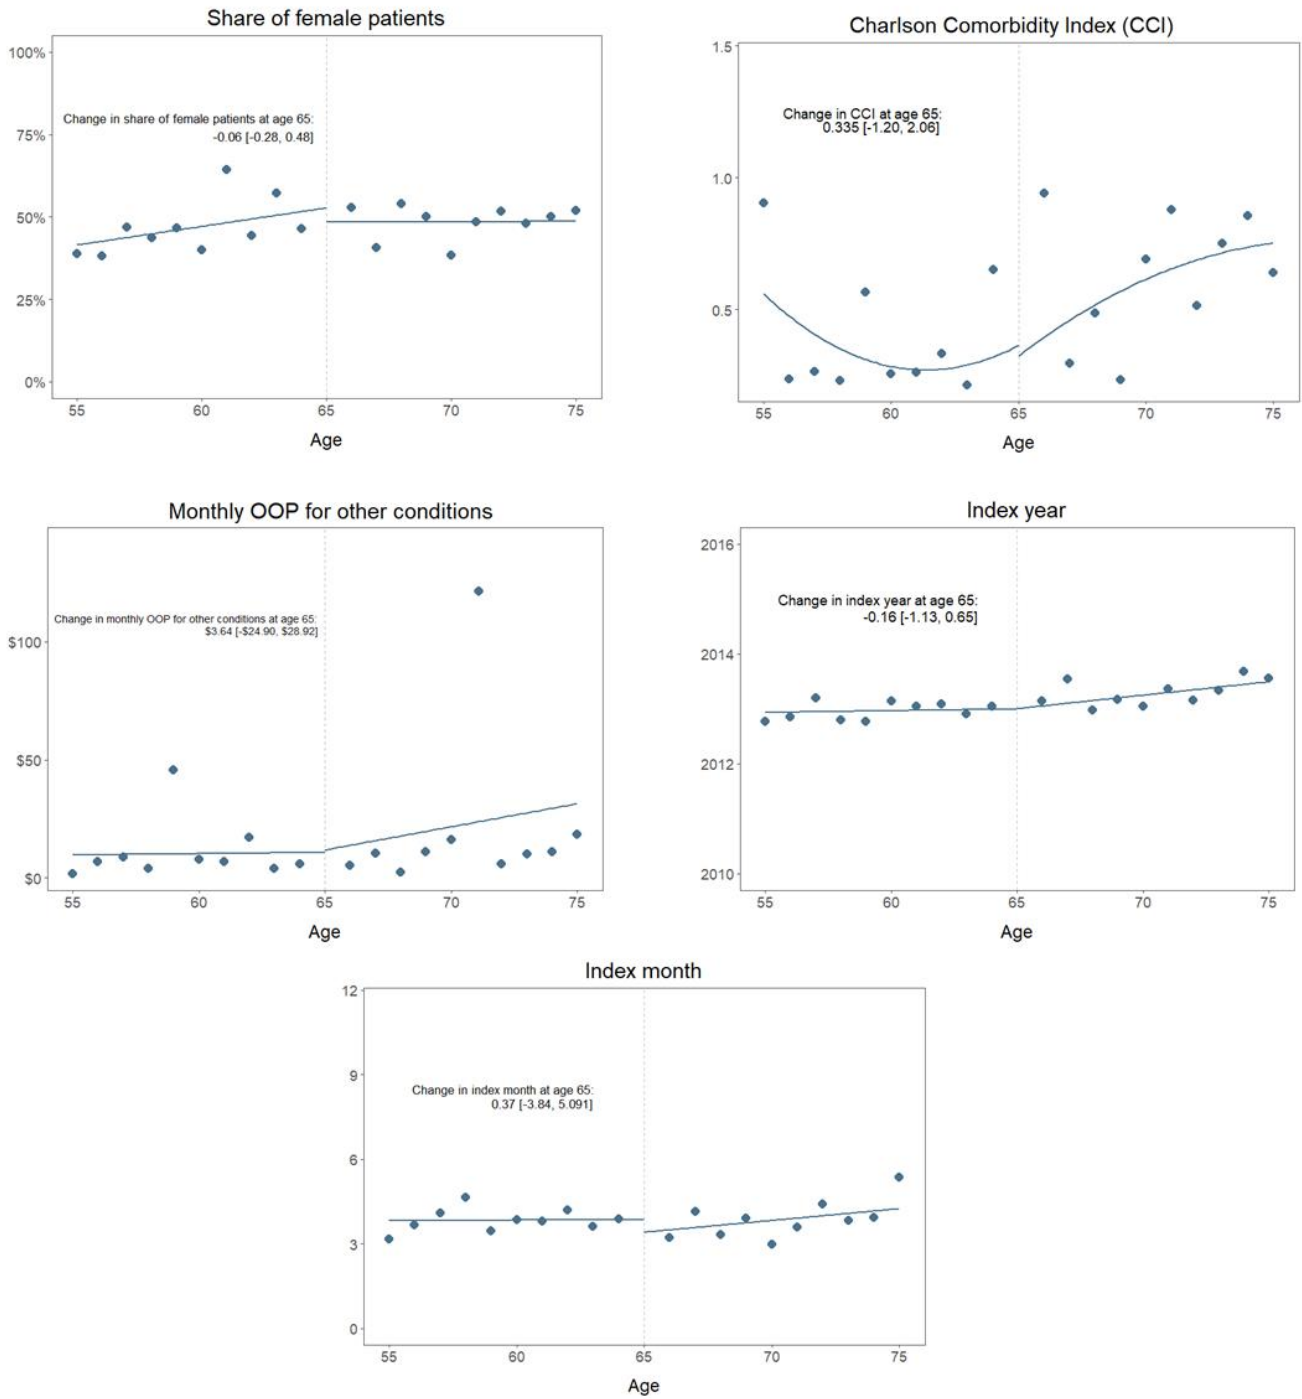 Share of female patients
100%
75%
50%
25%
0%
Change in share of female patients at age 65:
-0.06 [-0.28, 0.48]
55 60 65 70 75
Age
Charlson Comorbidity Index (CCI)
1.5
1.0
0.5
Change in CCI at age 65:
0.335 [-1.20, 2.06]
55 60 65 70 75
Age
Monthly OOP for other conditions
$100
$50
$0
Change in monthly OOP for other conditions at age 65:
$3.64 [-$24.90, $28.92]
55 60 65 70 75
Age
Index year
2016
2014
2012
2010
Change in index year at age 65:
-0.16 [-1.13, 0.65]
55 60 65 70 75
Age
Index month
12
9
6
3
0
Change in index month at age 65:
0.37 [-3.84, 5.091]
55 60 65 70 75
Age